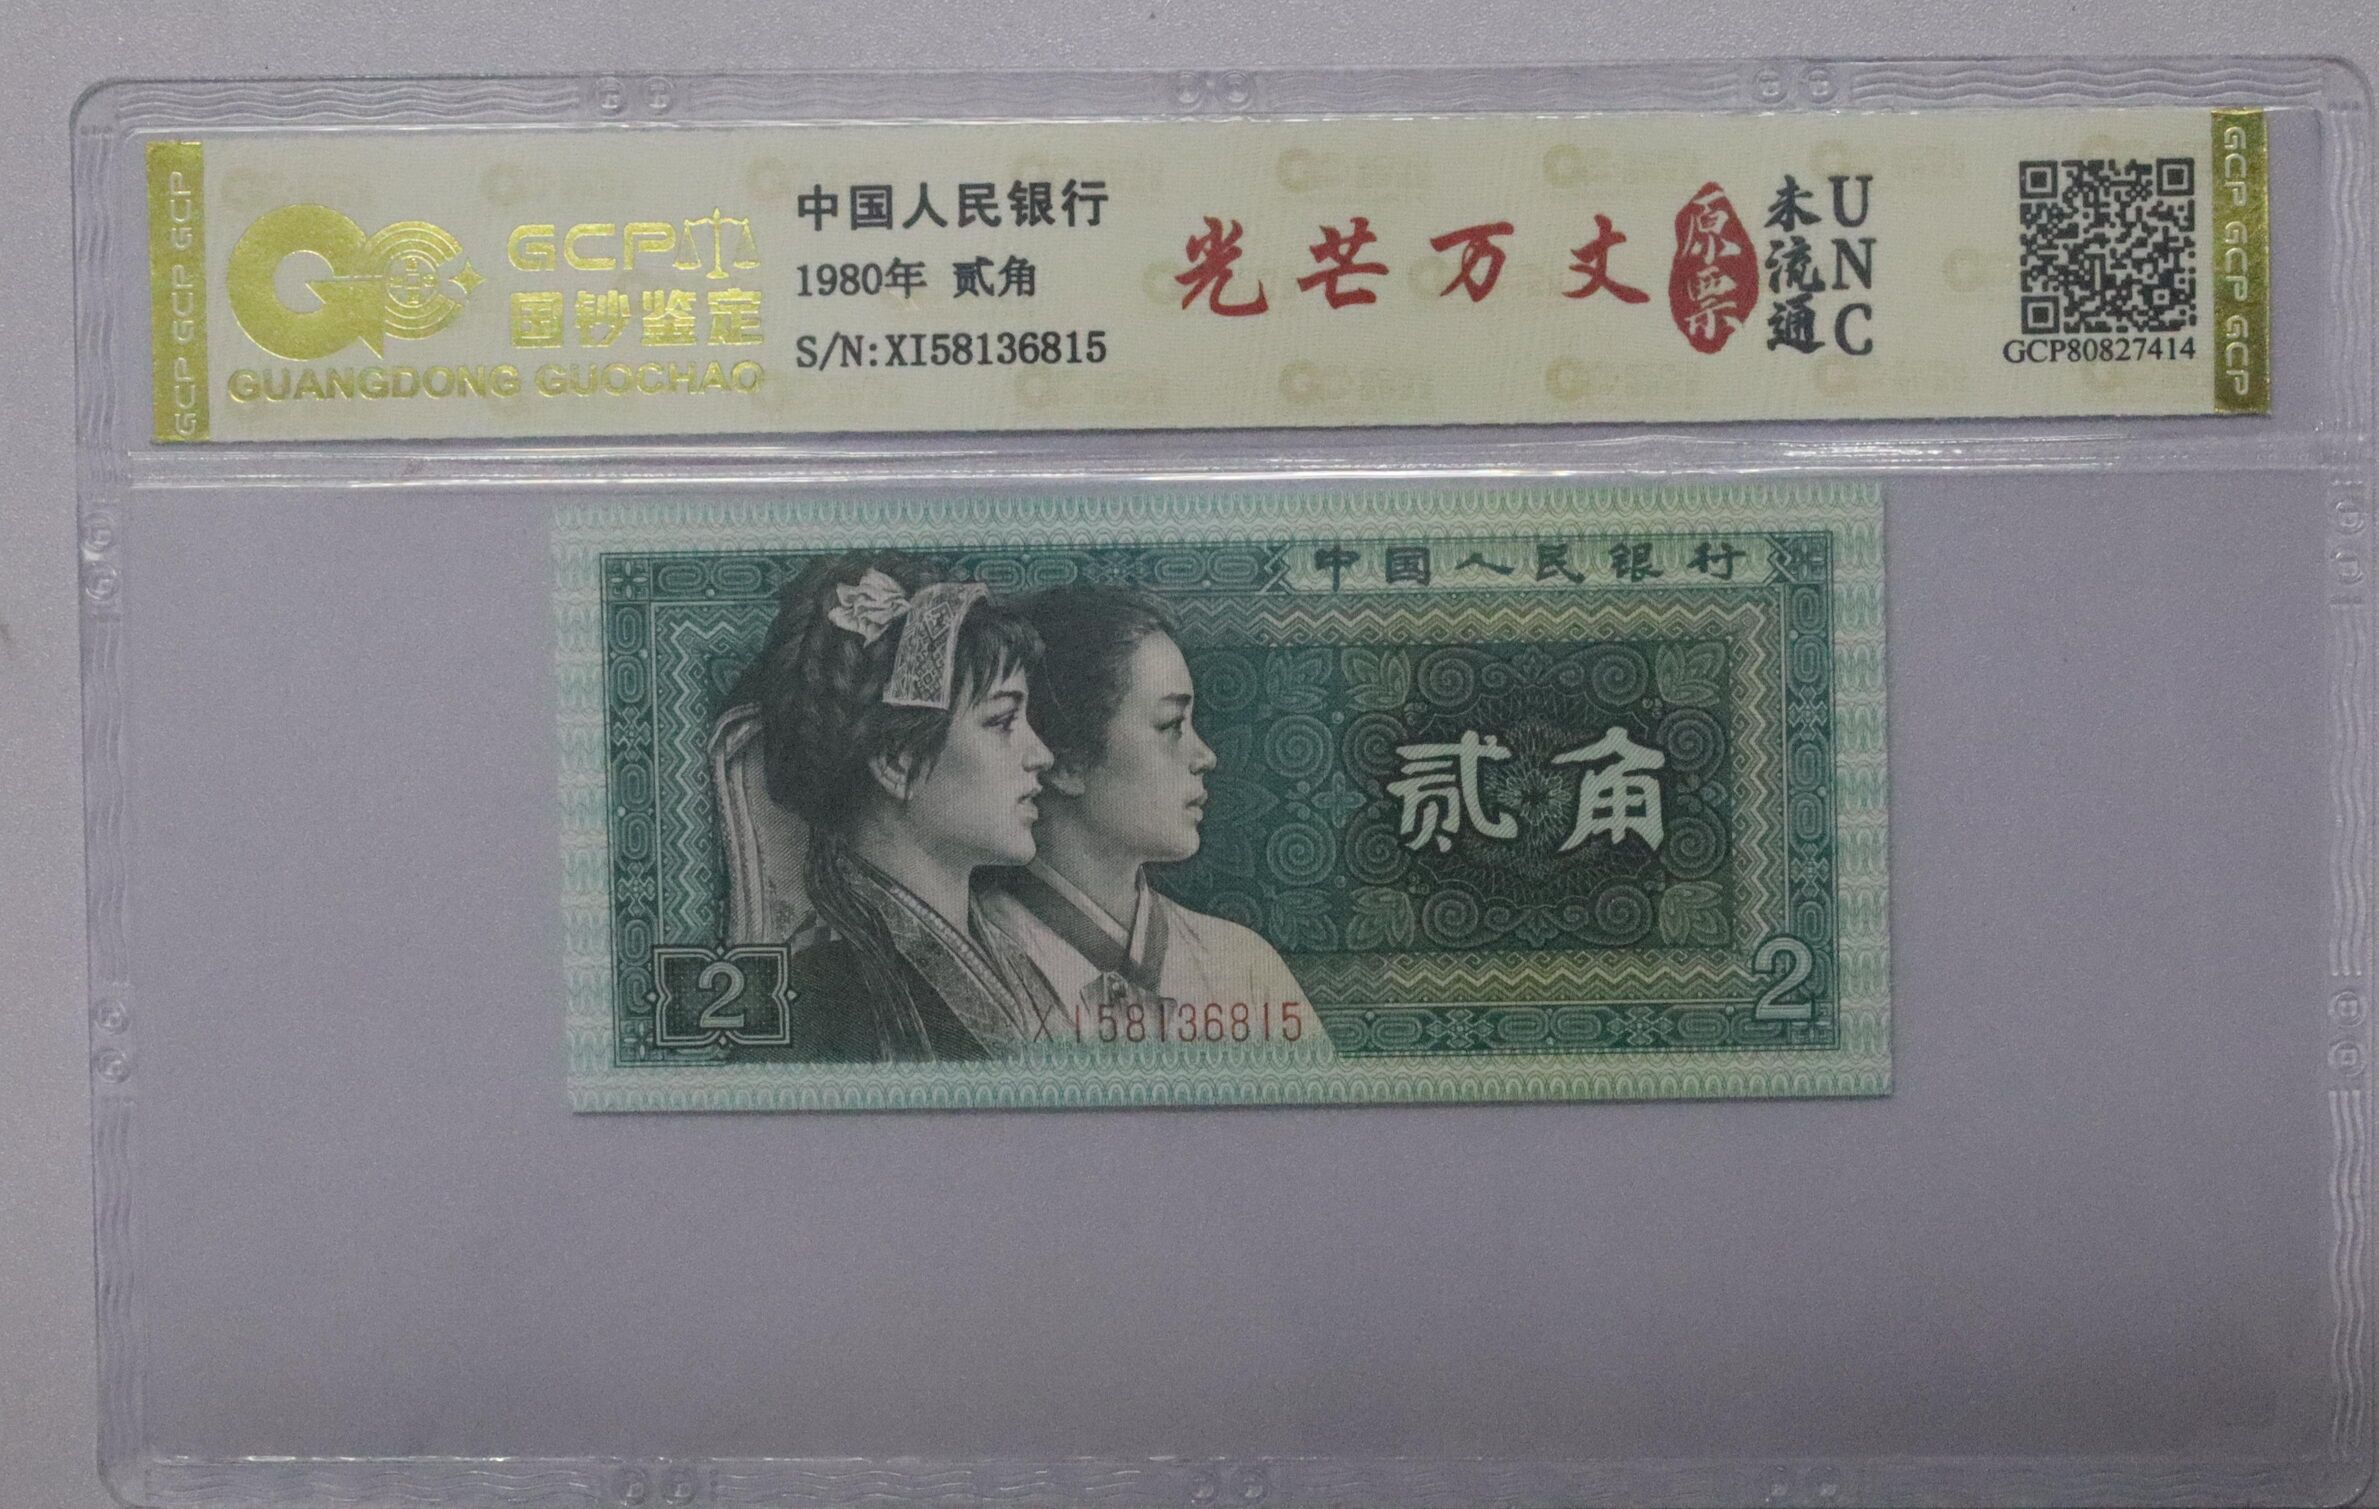 GCP GCP GCP
GCP
国钞鉴定
GUANGDONG GUOCHAO
中国人民银行
1980年 贰角
S/N:XI58136815
光芒万丈
原票
未流通
UNC
GCP80827414
GCP GCP GCP
中国人民银行
贰角
2
XI58136815
2